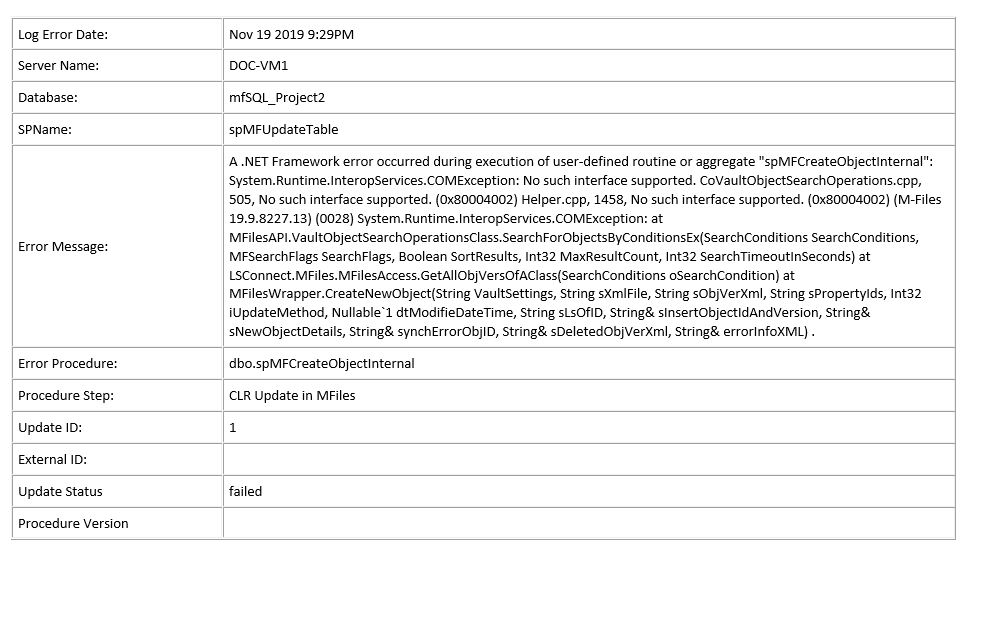 Log Error Date:
Nov 19 2019 9:29PM
Server Name:
DOC-VM1
Database:
mfSQL_Project2
SPName:
spMFUpdateTable
Error Message:
A .NET Framework error occurred during execution of user-defined routine or aggregate "spMFCreateObjectInternal":
System.Runtime.InteropServices.COMException: No such interface supported. CoVaultObjectSearchOperations.cpp,
505, No such interface supported. (0x80004002) Helper.cpp, 1458, No such interface supported. (0x80004002) (M-Files
19.9.8227.13) (0028) System.Runtime.InteropServices.COMException: at
MFilesAPI.VaultObjectSearchOperationsClass.SearchForObjectsByConditionsEx(SearchConditions SearchConditions,
MFSearchFlags SearchFlags, Boolean SortResults, Int32 MaxResultCount, Int32 SearchTimeoutInSeconds) at
LSConnect.MFiles.MFilesAccess.GetAllObjVersOfAClass(SearchConditions oSearchCondition) at
MFilesWrapper.CreateNewObject(String VaultSettings, String sXmlFile, String sObjVerXml, String sPropertyIds, Int32
iUpdateMethod, Nullable`1 dtModifieDateTime, String sLsOfID, String& sInsertObjectIdAndVersion, String&
sNewObjectDetails, String& synchErrorObjID, String& sDeletedObjVerXml, String& errorInfoXML) .
Error Procedure:
dbo.spMFCreateObjectInternal
Procedure Step:
CLR Update in MFiles
Update ID:
1
External ID:
Update Status
failed
Procedure Version